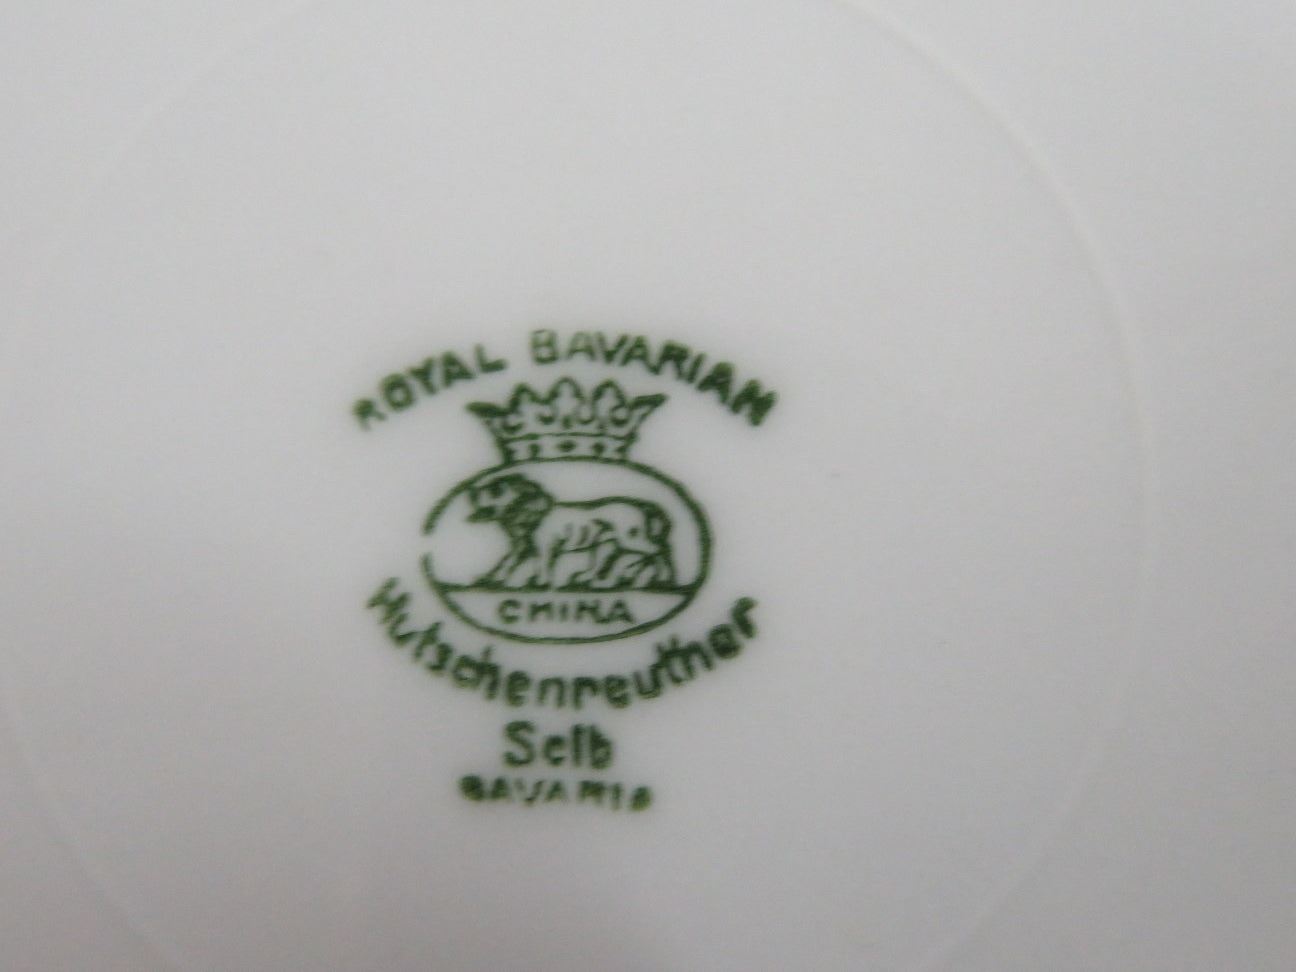 ROYAL BAVARIAN
CHINA
Hutschenreuther
Selb
BAVARIA